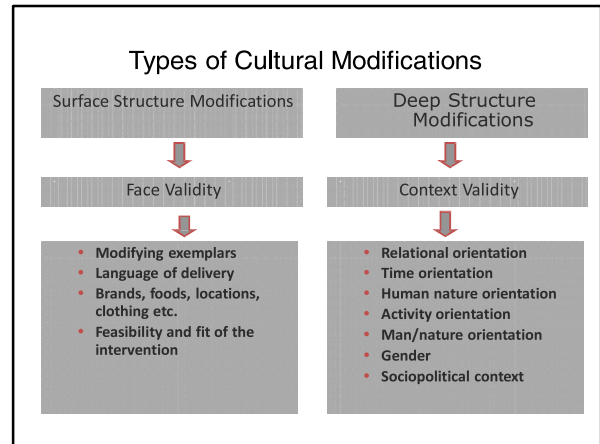 Types of Cultural Modifications
Surface Structure Modifications
Face Validity
• Modifying exemplars
• Language of delivery
• Brands, foods, locations,
clothing etc.
• Feasibility and fit of the
intervention
Deep Structure
Modifications
Context Validity
• Relational orientation
• Time orientation
• Human nature orientation
• Activity orientation
• Man/nature orientation
• Gender
• Sociopolitical context